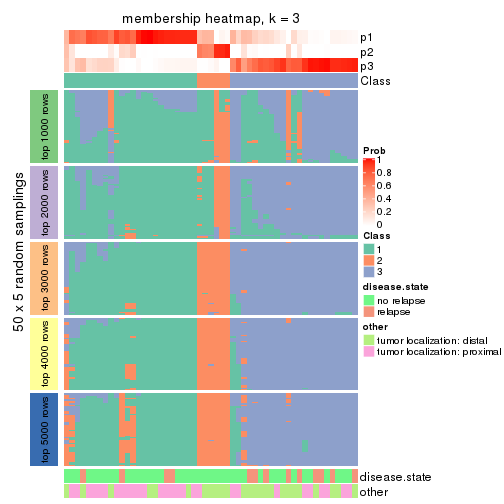 membership heatmap, k = 3
p1
p2
p3
Class
50 x 5 random samplings
top 1000 rows
top 2000 rows
top 3000 rows
top 4000 rows
top 5000 rows
Prob
1
0.8
0.6
0.4
0.2
0
Class
1
2
3
disease.state
no relapse
relapse
other
tumor localization: distal
tumor localization: proximal
disease.state
other